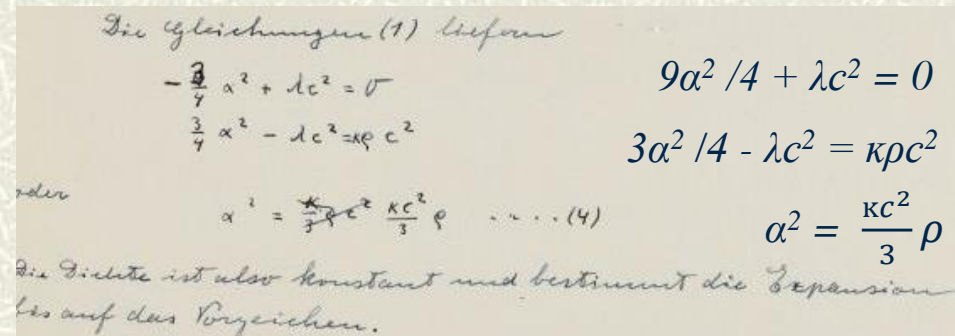 Die Gleichungen (1) liefern
- 3/4 α² + λc² = 0
3/4 α² - λc² = κρ c²
oder
α² = κc²/3 ρ ..... (4)
Die Dichte ist also konstant und bestimmt die Expansion
bis auf das Vorzeichen.
9α² /4 + λc² = 0
3α² /4 - λc² = κρc²
α² = κc²/3 ρ